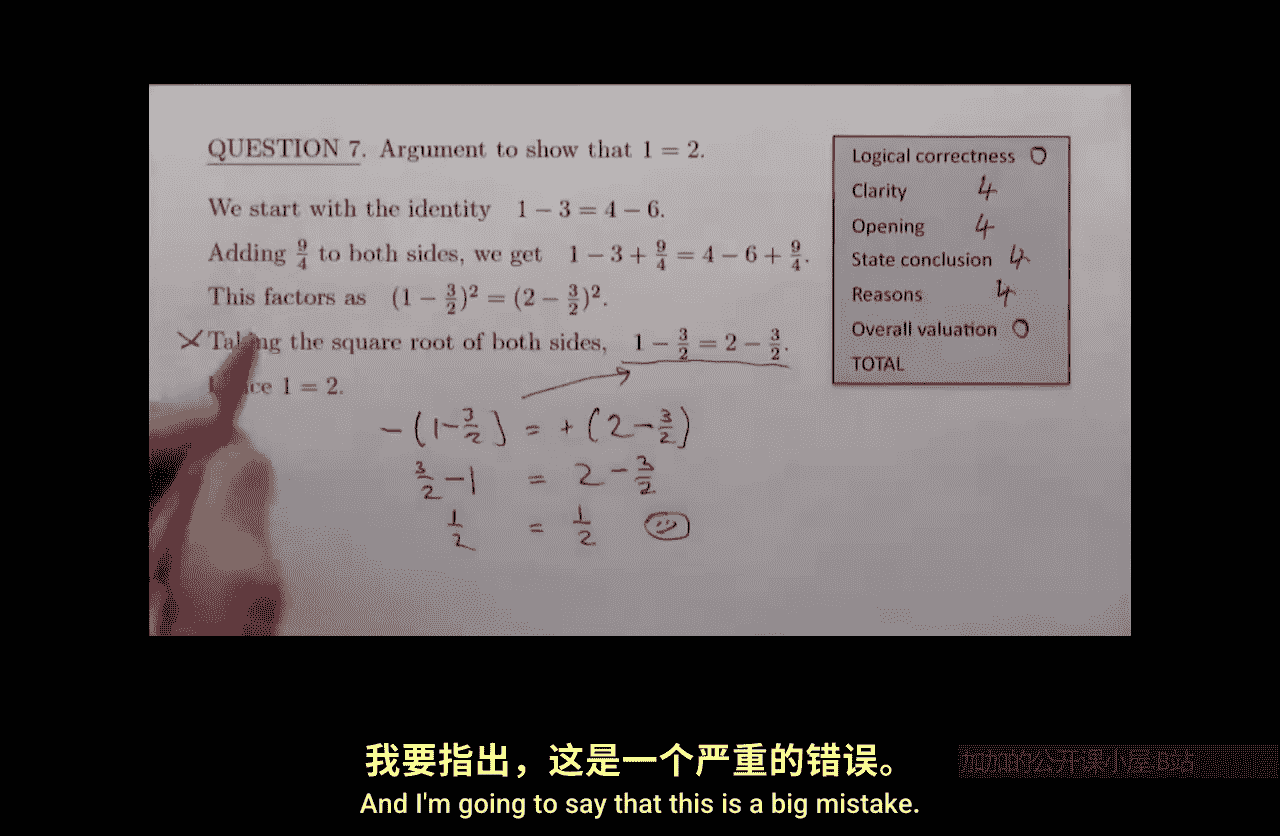 QUESTION 7. Argument to show that 1 = 2.
We start with the identity 1 − 3 = 4 − 6.
Adding 9/4 to both sides, we get 1 − 3 + 9/4 = 4 − 6 + 9/4.
This factors as (1 − 3/2)² = (2 − 3/2)².
× Taking the square root of both sides, 1 − 3/2 = 2 − 3/2.
1 = 2.
− (1 − 3/2) = + (2 − 3/2)
3/2 − 1 = 2 − 3/2
1/2 = 1/2
Logical correctness 0
Clarity 4
Opening 4
State conclusion 4
Reasons 4
Overall valuation 0
TOTAL
我要指出，这是一个严重的错误。
And I'm going to say that this is a big mistake.
加加的公开课小屋·B站